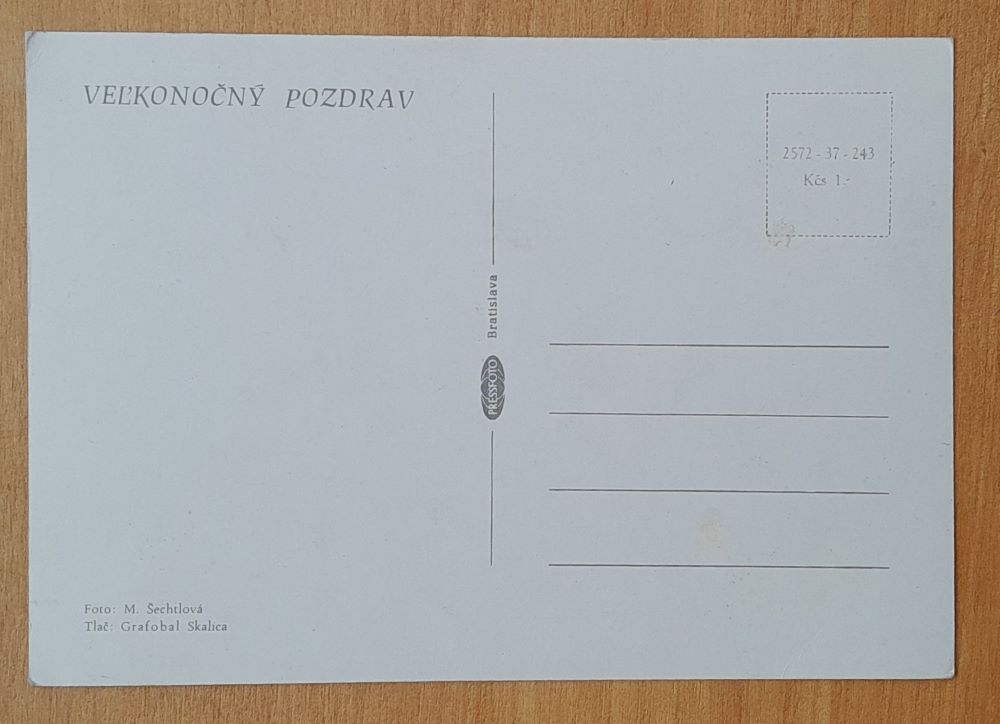 VEĽKONOČNÝ POZDRAV
2572-37-243
Kčs 1.-
Bratislava
PRESSFOTO
Foto: M. Šechtlová
Tlač: Grafobal Skalica